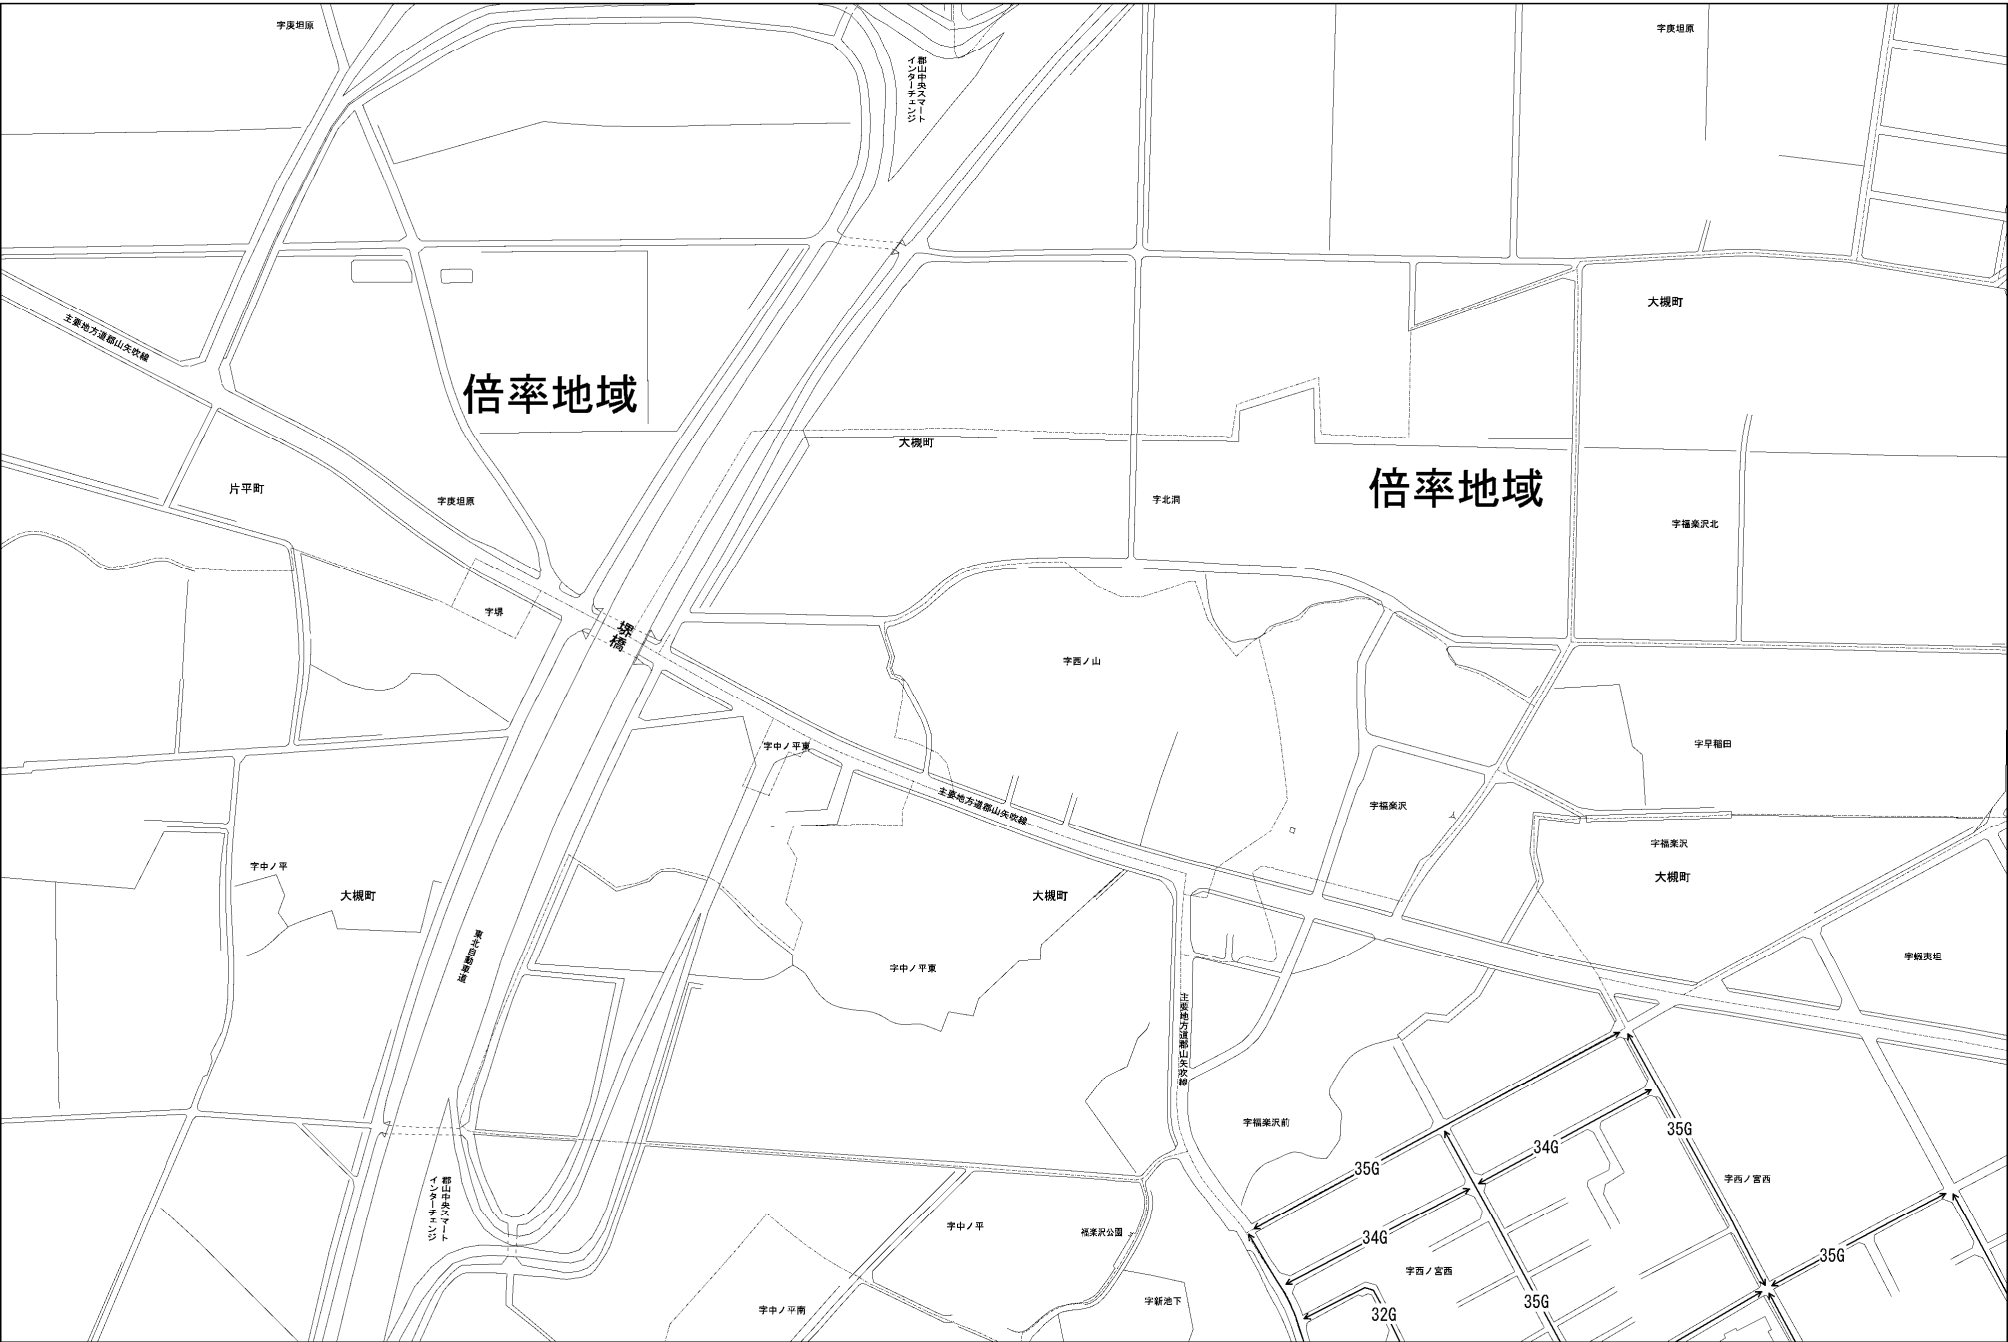 字庚坦原
字庚坦原
郡山中央スマート
インターチェンジ
大槻町
主要地方道郡山矢吹線
倍率地域
大槻町
倍率地域
片平町
字庚坦原
字北洞
字福楽沢北
字堺
堺橋
字西ノ山
字中ノ平東
字早稲田
主要地方道郡山矢吹線
字福楽沢
字福楽沢
大槻町
字中ノ平
大槻町
大槻町
東北自動車道
字中ノ平東
字蝦夷坦
主要地方道郡山矢吹線
字福楽沢前
35G
34G
35G
郡山中央スマート
インターチェンジ
字西ノ宮西
字中ノ平
福楽沢公園
34G
35G
字西ノ宮西
字中ノ平南
字新池下
35G
32G